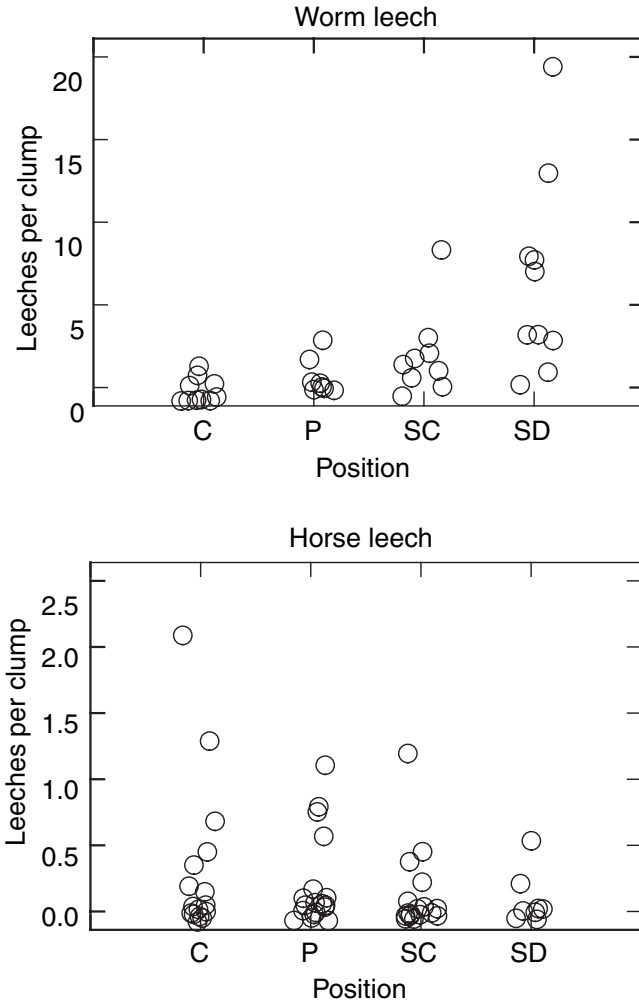 Worm leech
20
15
10
5
0
Leeches per clump
C P SC SD
Position
Horse leech
2.5
2.0
1.5
1.0
0.5
0.0
Leeches per clump
C P SC SD
Position